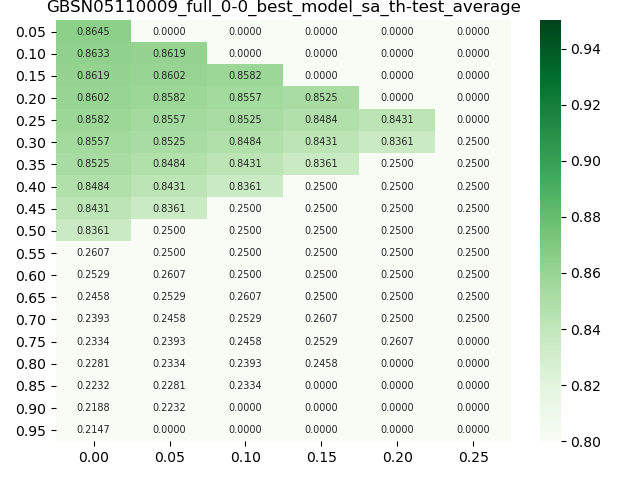 GBSN05110009_full_0-0_best_model_sa_th-test_average
0.05 0.8645 0.0000 0.0000 0.0000 0.0000 0.0000
0.10 0.8633 0.8619 0.0000 0.0000 0.0000 0.0000
0.15 0.8619 0.8602 0.8582 0.0000 0.0000 0.0000
0.20 0.8602 0.8582 0.8557 0.8525 0.0000 0.0000
0.25 0.8582 0.8557 0.8525 0.8484 0.8431 0.0000
0.30 0.8557 0.8525 0.8484 0.8431 0.8361 0.2500
0.35 0.8525 0.8484 0.8431 0.8361 0.2500 0.2500
0.40 0.8484 0.8431 0.8361 0.2500 0.2500 0.2500
0.45 0.8431 0.8361 0.2500 0.2500 0.2500 0.2500
0.50 0.8361 0.2500 0.2500 0.2500 0.2500 0.2500
0.55 0.2607 0.2500 0.2500 0.2500 0.2500 0.2500
0.60 0.2529 0.2607 0.2500 0.2500 0.2500 0.2500
0.65 0.2458 0.2529 0.2607 0.2500 0.2500 0.2500
0.70 0.2393 0.2458 0.2529 0.2607 0.2500 0.2500
0.75 0.2334 0.2393 0.2458 0.2529 0.2607 0.0000
0.80 0.2281 0.2334 0.2393 0.2458 0.0000 0.0000
0.85 0.2232 0.2281 0.2334 0.0000 0.0000 0.0000
0.90 0.2188 0.2232 0.0000 0.0000 0.0000 0.0000
0.95 0.2147 0.0000 0.0000 0.0000 0.0000 0.0000
0.00 0.05 0.10 0.15 0.20 0.25
0.94
0.92
0.90
0.88
0.86
0.84
0.82
0.80